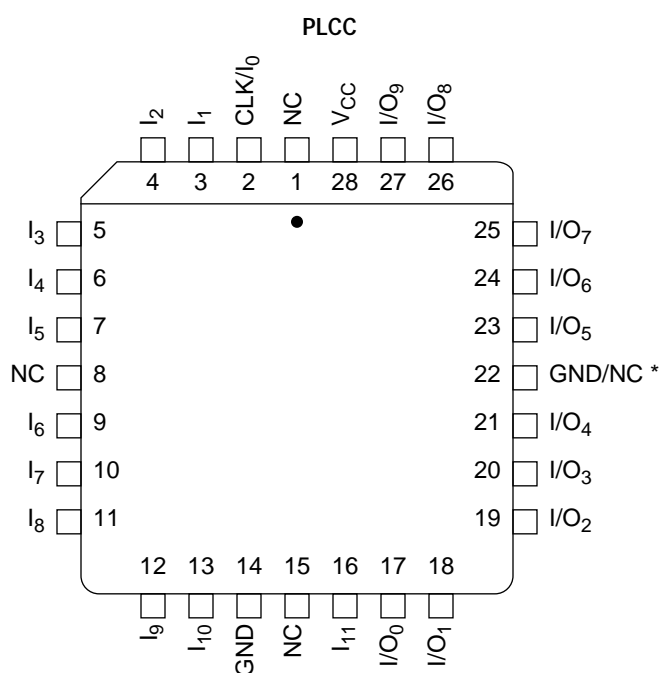 PLCC
I2
I1
CLK/I0
NC
VCC
I/O9
I/O8
4 3 2 1 28 27 26
I3 5 25 I/O7
I4 6 24 I/O6
I5 7 23 I/O5
NC 8 22 GND/NC *
I6 9 21 I/O4
I7 10 20 I/O3
I8 11 19 I/O2
12 13 14 15 16 17 18
I9
I10
GND
NC
I11
I/O0
I/O1